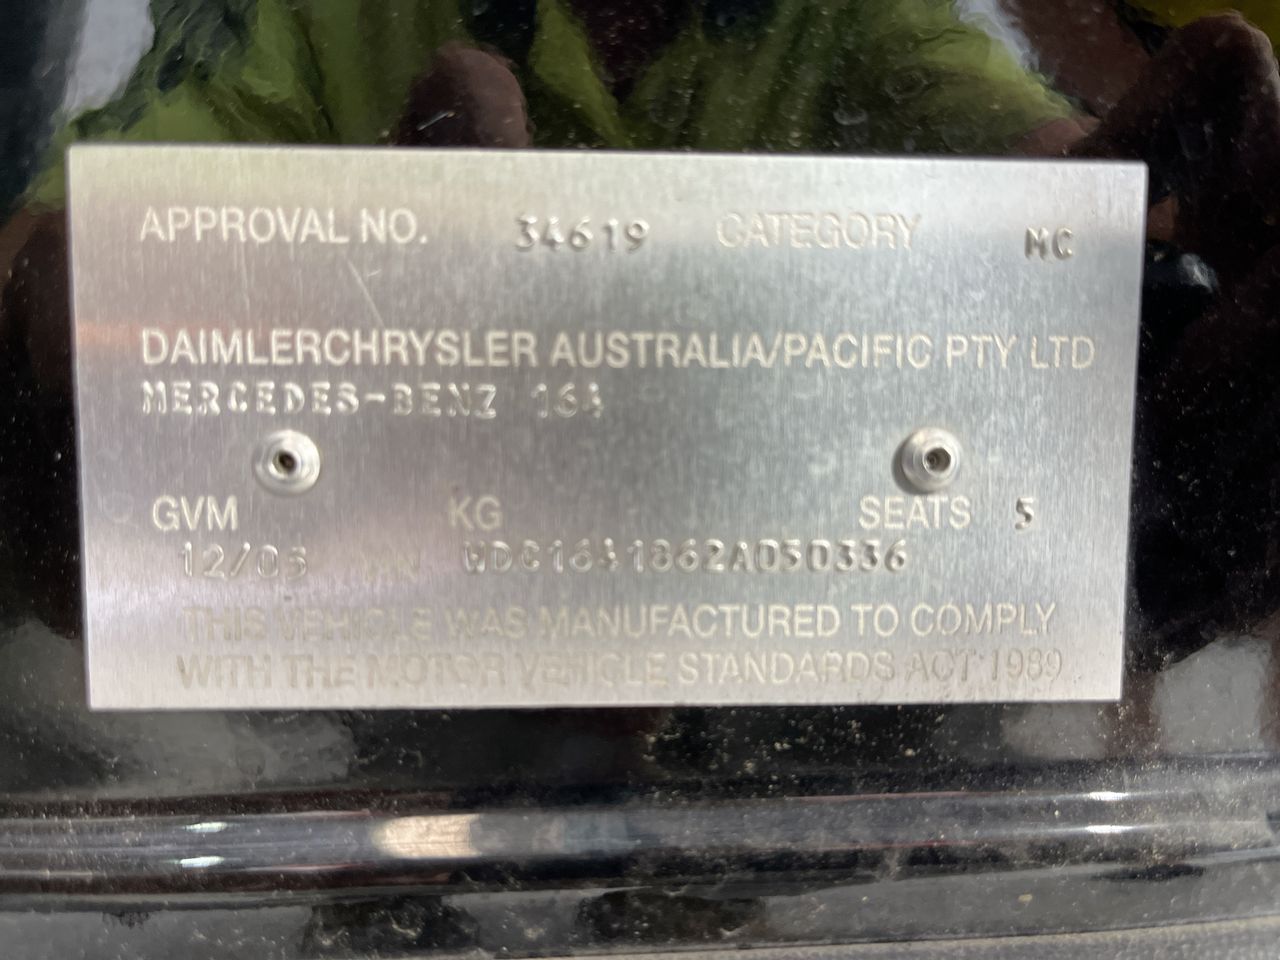 APPROVAL NO. 34619 CATEGORY MC
DAIMLERCHRYSLER AUSTRALIA/PACIFIC PTY LTD
MERCEDES-BENZ 164
GVM KG SEATS 5
12/05 VIN WDC1641862A050336
THIS VEHICLE WAS MANUFACTURED TO COMPLY
WITH THE MOTOR VEHICLE STANDARDS ACT 1989